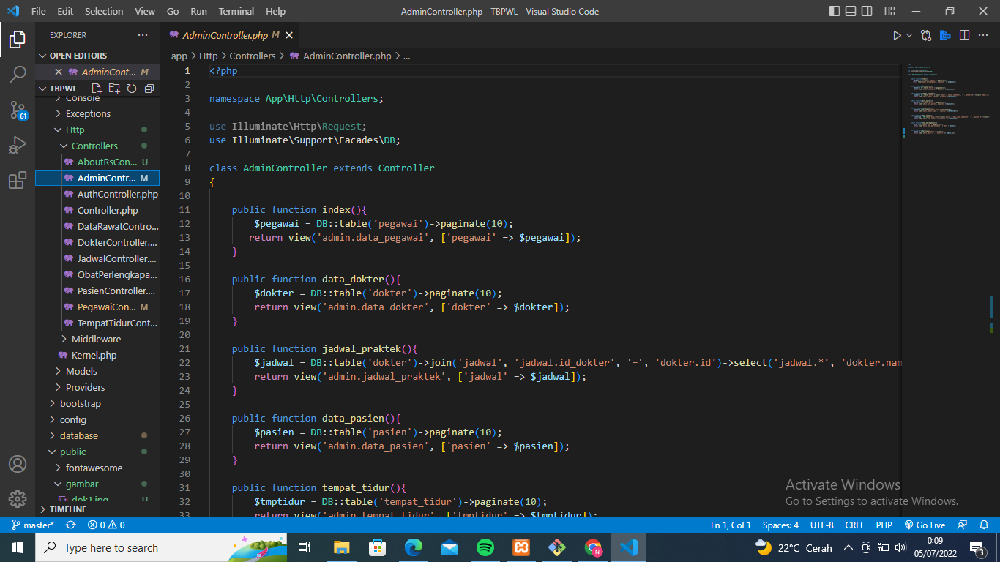 File Edit Selection View Go Run Terminal Help
AdminController.php - TBPWL - Visual Studio Code
EXPLORER
OPEN EDITORS
AdminCont... M
TBPWL
Console
Exceptions
Http
Controllers
AboutRsCon... U
AdminContr... M
AuthController.php
Controller.php
DataRawatContro...
DokterController....
JadwalController....
ObatPerlengkapa...
PasienController....
PegawaiCon... M
TempatTidurCont...
Middleware
Kernel.php
Models
Providers
bootstrap
config
database
public
fontawesome
gambar
dok1.jpg U
TIMELINE
61
AdminController.php M
app > Http > Controllers > AdminController.php > ...
1 <?php
2
3 namespace App\Http\Controllers;
4
5 use Illuminate\Http\Request;
6 use Illuminate\Support\Facades\DB;
7
8 class AdminController extends Controller
9 {
10
11 public function index(){
12 $pegawai = DB::table('pegawai')->paginate(10);
13 return view('admin.data_pegawai', ['pegawai' => $pegawai]);
14 }
15
16 public function data_dokter(){
17 $dokter = DB::table('dokter')->paginate(10);
18 return view('admin.data_dokter', ['dokter' => $dokter]);
19 }
20
21 public function jadwal_praktek(){
22 $jadwal = DB::table('dokter')->join('jadwal', 'jadwal.id_dokter', '=', 'dokter.id')->select('jadwal.*', 'dokter.nam
23 return view('admin.jadwal_praktek', ['jadwal' => $jadwal]);
24 }
25
26 public function data_pasien(){
27 $pasien = DB::table('pasien')->paginate(10);
28 return view('admin.data_pasien', ['pasien' => $pasien]);
29 }
30
31 public function tempat_tidur(){
32 $tmptidur = DB::table('tempat_tidur')->paginate(10);
33 return view('admin.tempat_tidur', ['tmptidur' => $tmptidur]);
Activate Windows
Go to Settings to activate Windows.
master* 0 0
Ln 1, Col 1 Spaces: 4 UTF-8 CRLF PHP Go Live
Type here to search
22°C Cerah
0:09
05/07/2022
3